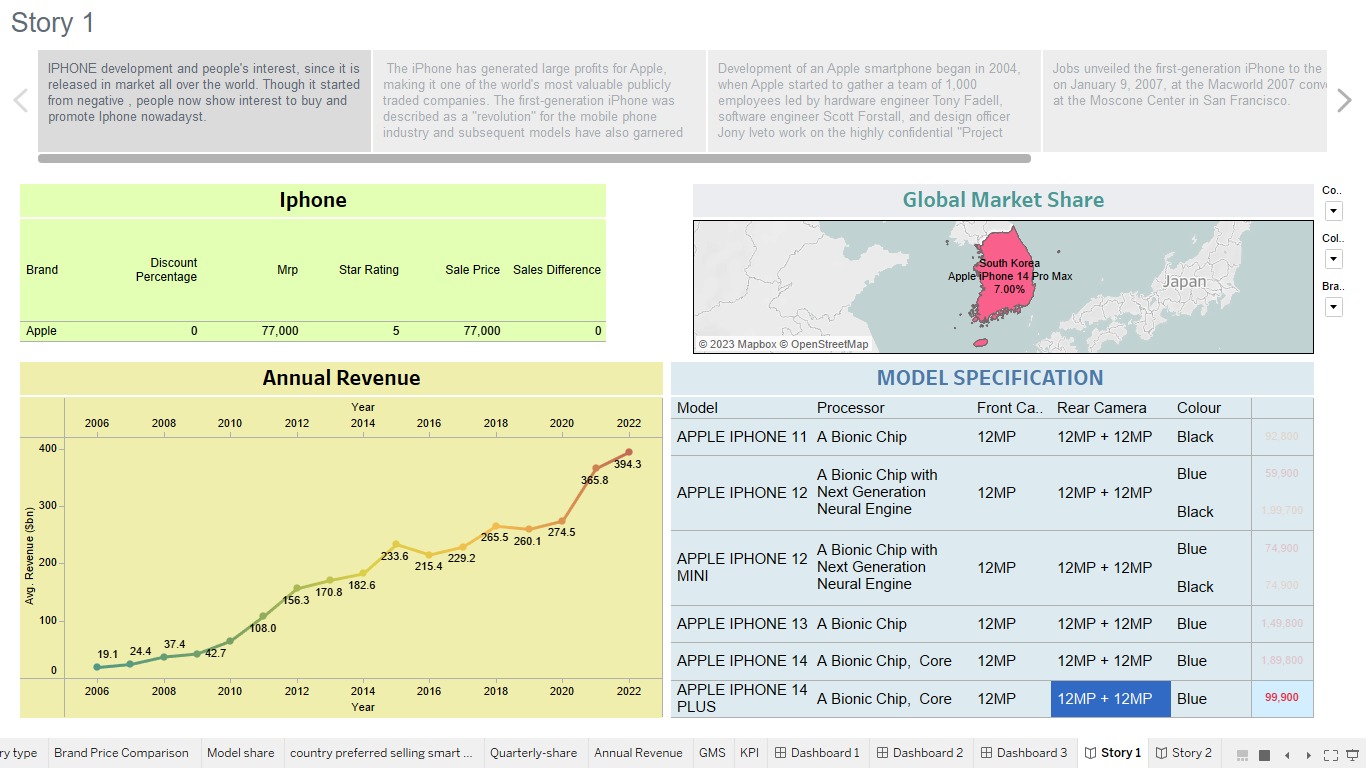 Story 1
IPHONE development and people's interest, since it is
released in market all over the world. Though it started
from negative , people now show interest to buy and
promote Iphone nowadayst.
The iPhone has generated large profits for Apple,
making it one of the world's most valuable publicly
traded companies. The first-generation iPhone was
described as a "revolution" for the mobile phone
industry and subsequent models have also garnered
Development of an Apple smartphone began in 2004,
when Apple started to gather a team of 1,000
employees led by hardware engineer Tony Fadell,
software engineer Scott Forstall, and design officer
Jony Iveto work on the highly confidential "Project
Jobs unveiled the first-generation iPhone to the
on January 9, 2007, at the Macworld 2007 conv
at the Moscone Center in San Francisco.
Iphone
Brand Discount Percentage Mrp Star Rating Sale Price Sales Difference
Apple 0 77,000 5 77,000 0
Global Market Share
South Korea
Apple iPhone 14 Pro Max
7.00%
Japan
© 2023 Mapbox © OpenStreetMap
Co..
Col..
Bra..
Annual Revenue
Year
2006 2008 2010 2012 2014 2016 2018 2020 2022
Avg. Revenue ($bn)
400
300
200
100
0
19.1 24.4 37.4 42.7 108.0 156.3 170.8 182.6 233.6 215.4 229.2 265.5 260.1 274.5 365.8 394.3
2006 2008 2010 2012 2014 2016 2018 2020 2022
Year
MODEL SPECIFICATION
Model Processor Front Ca.. Rear Camera Colour
APPLE IPHONE 11 A Bionic Chip 12MP 12MP + 12MP Black 92,800
APPLE IPHONE 12 A Bionic Chip with Next Generation Neural Engine 12MP 12MP + 12MP Blue 59,900
Black 1,99,700
APPLE IPHONE 12 MINI A Bionic Chip with Next Generation Neural Engine 12MP 12MP + 12MP Blue 74,900
Black 74,900
APPLE IPHONE 13 A Bionic Chip 12MP 12MP + 12MP Blue 1,49,800
APPLE IPHONE 14 A Bionic Chip, Core 12MP 12MP + 12MP Blue 1,89,800
APPLE IPHONE 14 PLUS A Bionic Chip, Core 12MP 12MP + 12MP Blue 99,900
ry type Brand Price Comparison Model share country preferred selling smart ... Quarterly-share Annual Revenue GMS KPI Dashboard 1 Dashboard 2 Dashboard 3 Story 1 Story 2